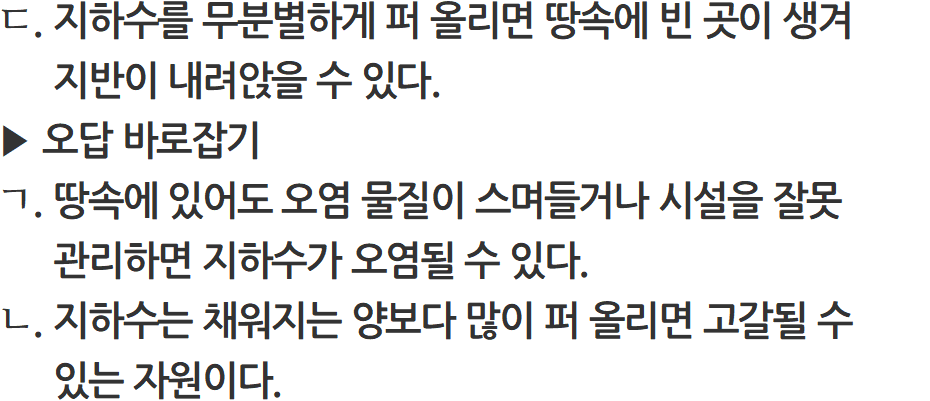 ㄷ. 지하수를 무분별하게 퍼 올리면 땅속에 빈 곳이 생겨
지반이 내려앉을 수 있다.
▶ 오답 바로잡기
ㄱ. 땅속에 있어도 오염 물질이 스며들거나 시설을 잘못
관리하면 지하수가 오염될 수 있다.
ㄴ. 지하수는 채워지는 양보다 많이 퍼 올리면 고갈될 수
있는 자원이다.